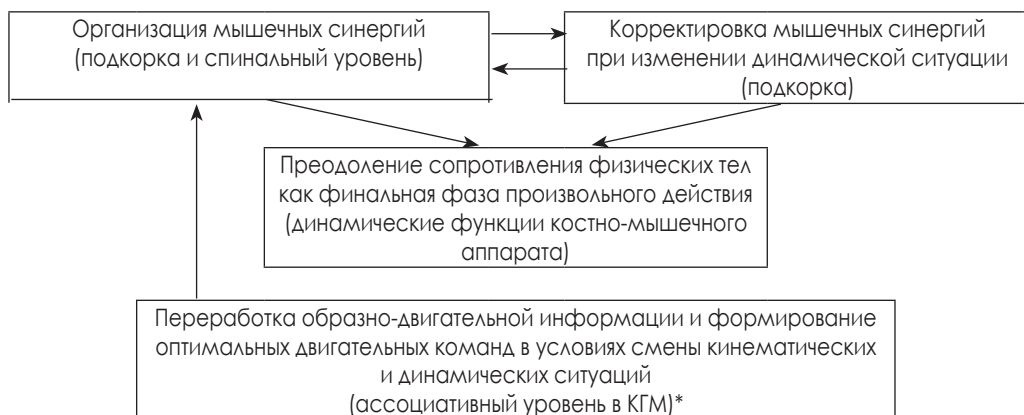 Организация мышечных синергий
(подкорка и спинальный уровень)
Корректировка мышечных синергий
при изменении динамической ситуации
(подкорка)
Преодоление сопротивления физических тел
как финальная фаза произвольного действия
(динамические функции костно-мышечного
аппарата)
Переработка образно-двигательной информации и формирование
оптимальных двигательных команд в условиях смены кинематических
и динамических ситуаций
(ассоциативный уровень в КГМ)*